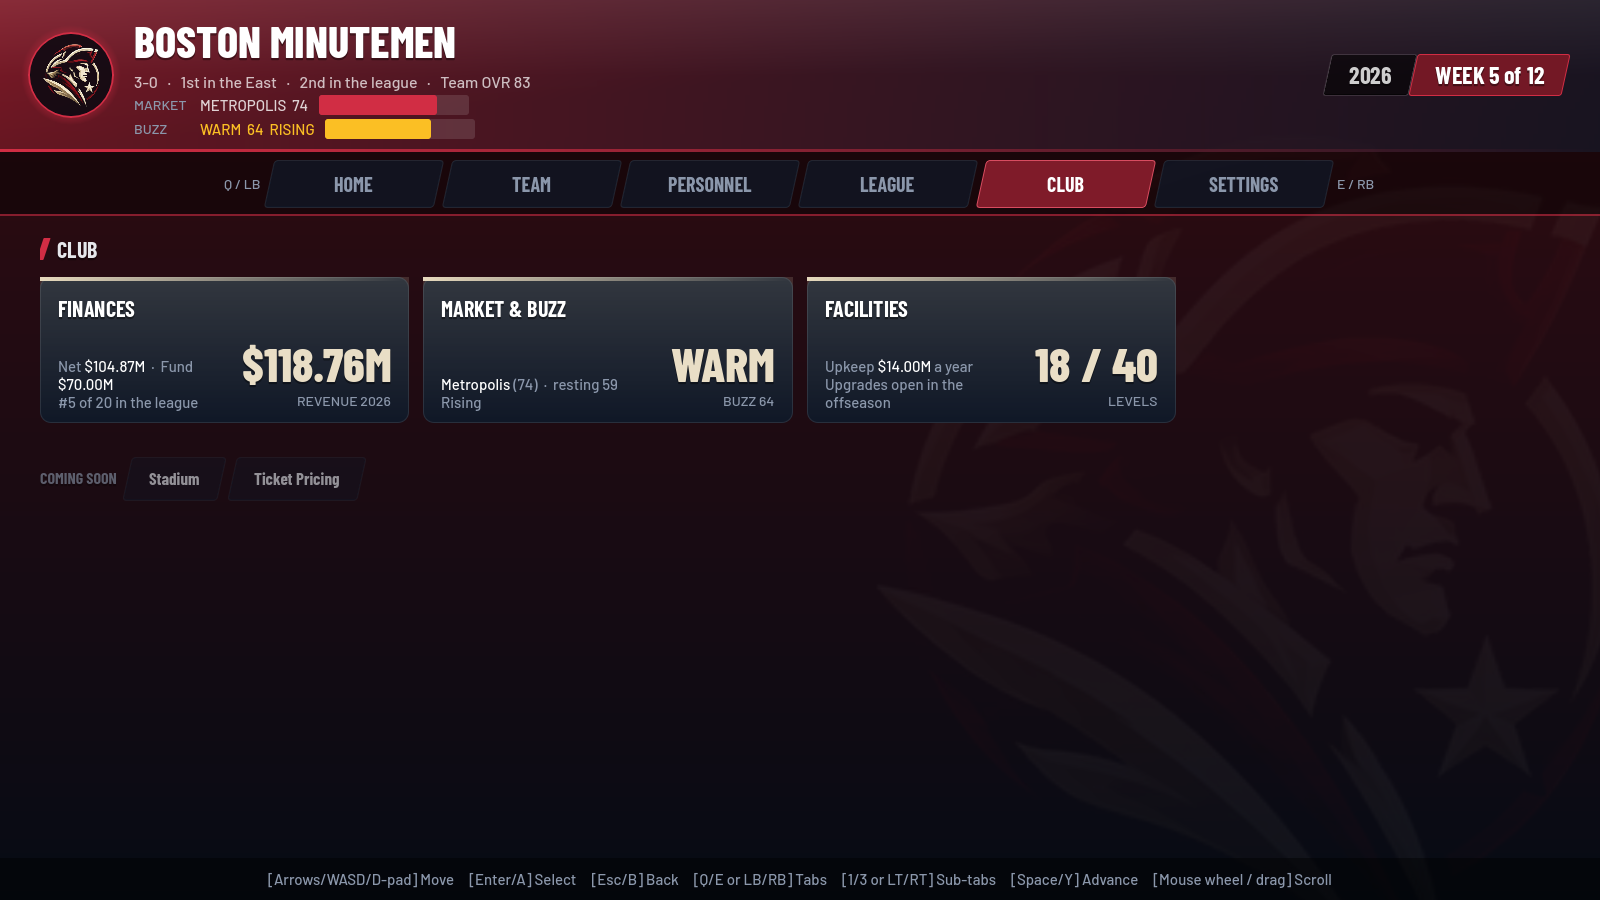 BOSTON MINUTEMEN
3-0 · 1st in the East · 2nd in the league · Team OVR 83
MARKET METROPOLIS 74
BUZZ WARM 64 RISING
2026 WEEK 5 of 12
Q / LB HOME TEAM PERSONNEL LEAGUE CLUB SETTINGS E / RB
CLUB
FINANCES
Net $104.87M · Fund
$70.00M
#5 of 20 in the league
$118.76M
REVENUE 2026
MARKET & BUZZ
Metropolis (74) · resting 59
Rising
WARM
BUZZ 64
FACILITIES
Upkeep $14.00M a year
Upgrades open in the
offseason
18 / 40
LEVELS
COMING SOON Stadium Ticket Pricing
[Arrows/WASD/D-pad] Move [Enter/A] Select [Esc/B] Back [Q/E or LB/RB] Tabs [1/3 or LT/RT] Sub-tabs [Space/Y] Advance [Mouse wheel / drag] Scroll